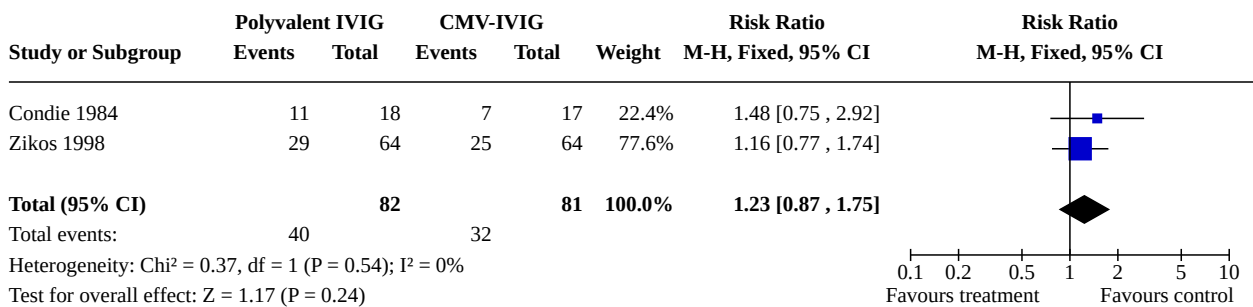 Polyvalent IVIG CMV-IVIG Risk Ratio Risk Ratio
Study or Subgroup Events Total Events Total Weight M-H, Fixed, 95% CI M-H, Fixed, 95% CI
Condie 1984 11 18 7 17 22.4% 1.48 [0.75 , 2.92]
Zikos 1998 29 64 25 64 77.6% 1.16 [0.77 , 1.74]
Total (95% CI) 82 81 100.0% 1.23 [0.87 , 1.75]
Total events: 40 32
Heterogeneity: Chi² = 0.37, df = 1 (P = 0.54); I² = 0%
0.1 0.2 0.5 1 2 5 10
Test for overall effect: Z = 1.17 (P = 0.24) Favours treatment Favours control